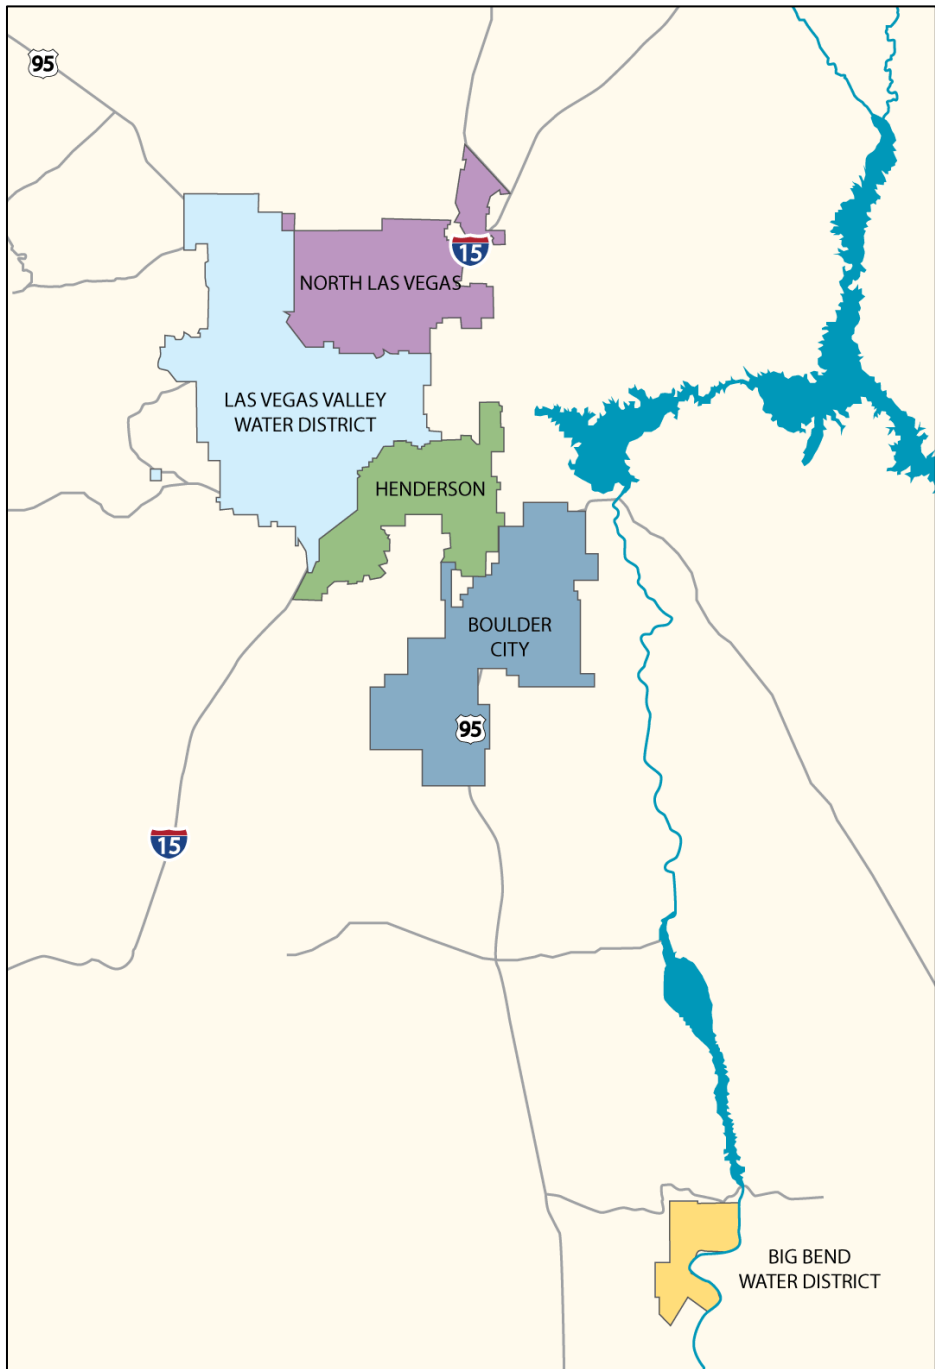 95
15
NORTH LAS VEGAS
LAS VEGAS VALLEY
WATER DISTRICT
HENDERSON
BOULDER
CITY
95
15
BIG BEND
WATER DISTRICT